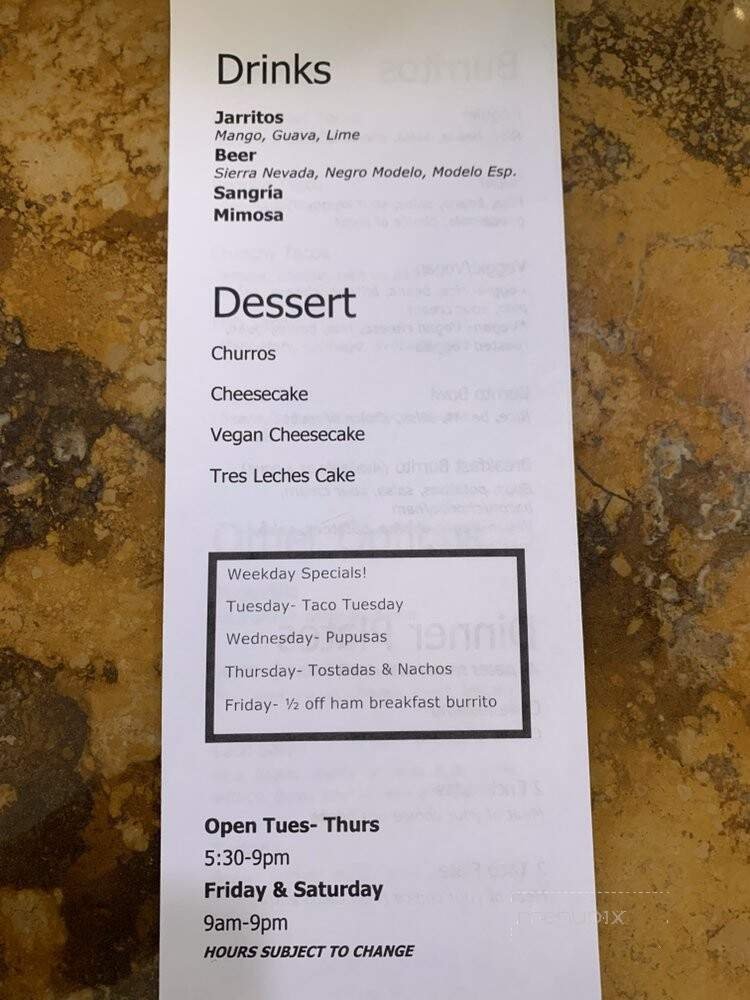 Drinks
Jarritos
Mango, Guava, Lime
Beer
Sierra Nevada, Negro Modelo, Modelo Esp.
Sangría
Mimosa
Dessert
Churros
Cheesecake
Vegan Cheesecake
Tres Leches Cake
Weekday Specials!
Tuesday- Taco Tuesday
Wednesday- Pupusas
Thursday- Tostadas & Nachos
Friday- ½ off ham breakfast burrito
Open Tues- Thurs
5:30-9pm
Friday & Saturday
9am-9pm
HOURS SUBJECT TO CHANGE
menupix